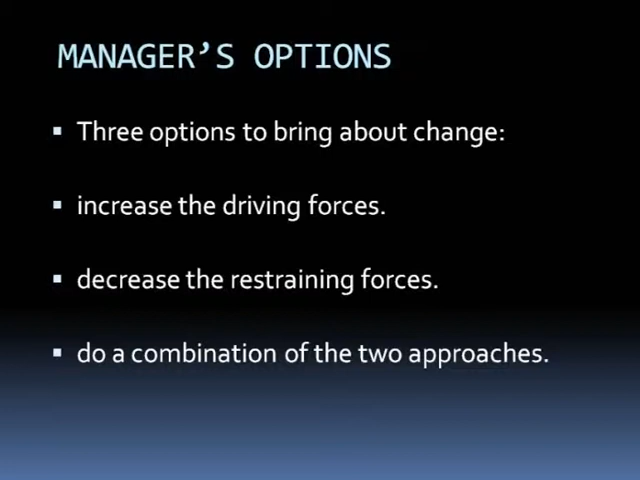 MANAGER’S OPTIONS
▪ Three options to bring about change:
▪ increase the driving forces.
▪ decrease the restraining forces.
▪ do a combination of the two approaches.